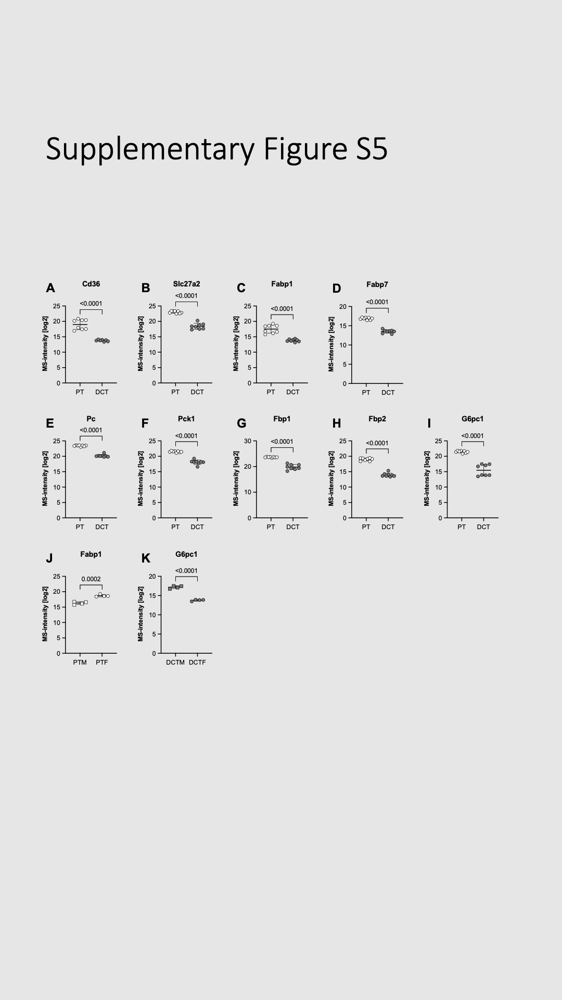 Supplementary Figure S5
A
Cd36
<0.0001
MS-intensity [log2]
25
20
15
10
5
0
PT DCT
B
Slc27a2
<0.0001
MS-intensity [log2]
25
20
15
10
5
0
PT DCT
C
Fabp1
<0.0001
MS-intensity [log2]
25
20
15
10
5
0
PT DCT
D
Fabp7
<0.0001
MS-intensity [log2]
20
15
10
5
0
PT DCT
E
Pc
<0.0001
MS-intensity [log2]
25
20
15
10
5
0
PT DCT
F
Pck1
<0.0001
MS-intensity [log2]
25
20
15
10
5
0
PT DCT
G
Fbp1
<0.0001
MS-intensity [log2]
30
20
10
0
PT DCT
H
Fbp2
<0.0001
MS-intensity [log2]
25
20
15
10
5
0
PT DCT
I
G6pc1
<0.0001
MS-intensity [log2]
25
20
15
10
5
0
PT DCT
J
Fabp1
0.0002
MS-intensity [log2]
25
20
15
10
5
0
PTM PTF
K
G6pc1
<0.0001
MS-intensity [log2]
20
15
10
5
0
DCTM DCTF